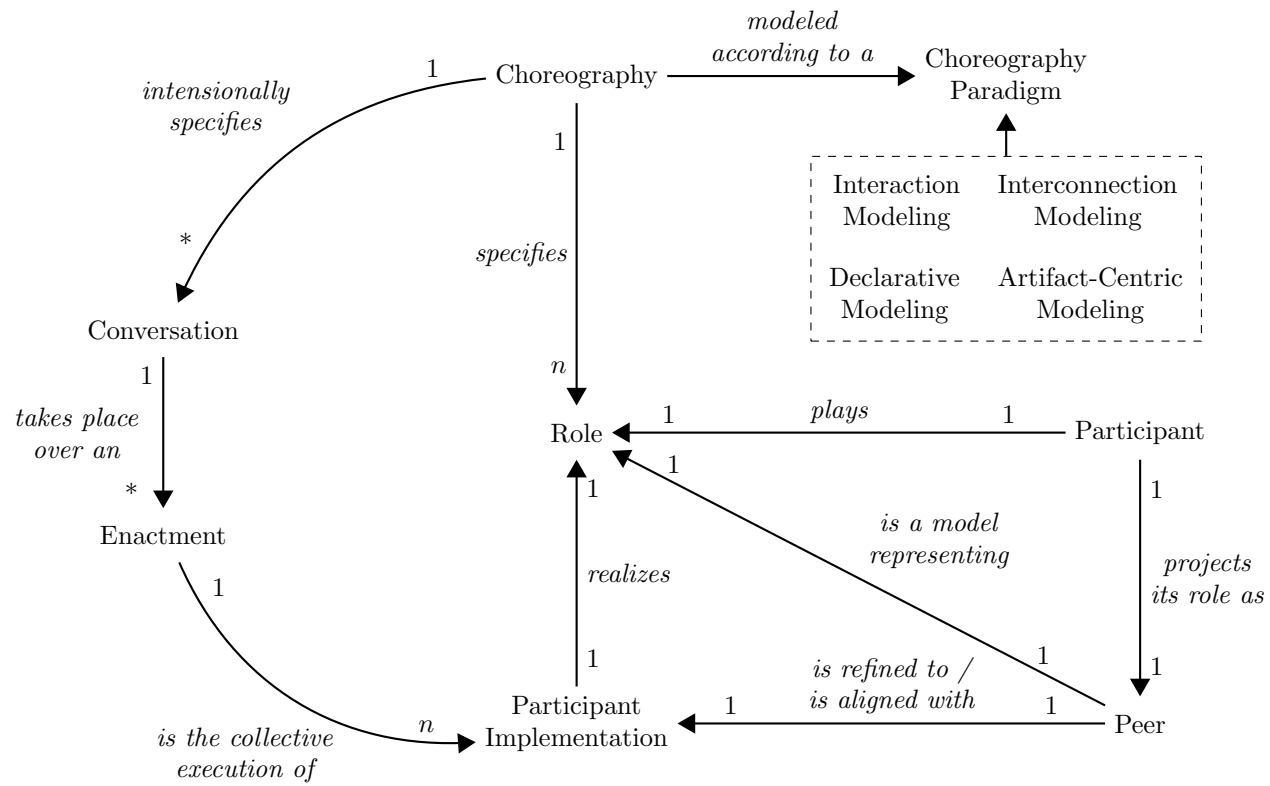 modeled
according to a
Choreography
Choreography
Paradigm
1
intensionally
specifies
*
1
specifies
n
Interaction
Modeling
Interconnection
Modeling
Declarative
Modeling
Artifact-Centric
Modeling
Conversation
1
takes place
over an
*
Enactment
Role
1
plays
1
Participant
1
is a model
representing
1
1
projects
its role as
1
1
realizes
1
1
is the collective
execution of
n
Participant
Implementation
1
is refined to /
is aligned with
1
Peer